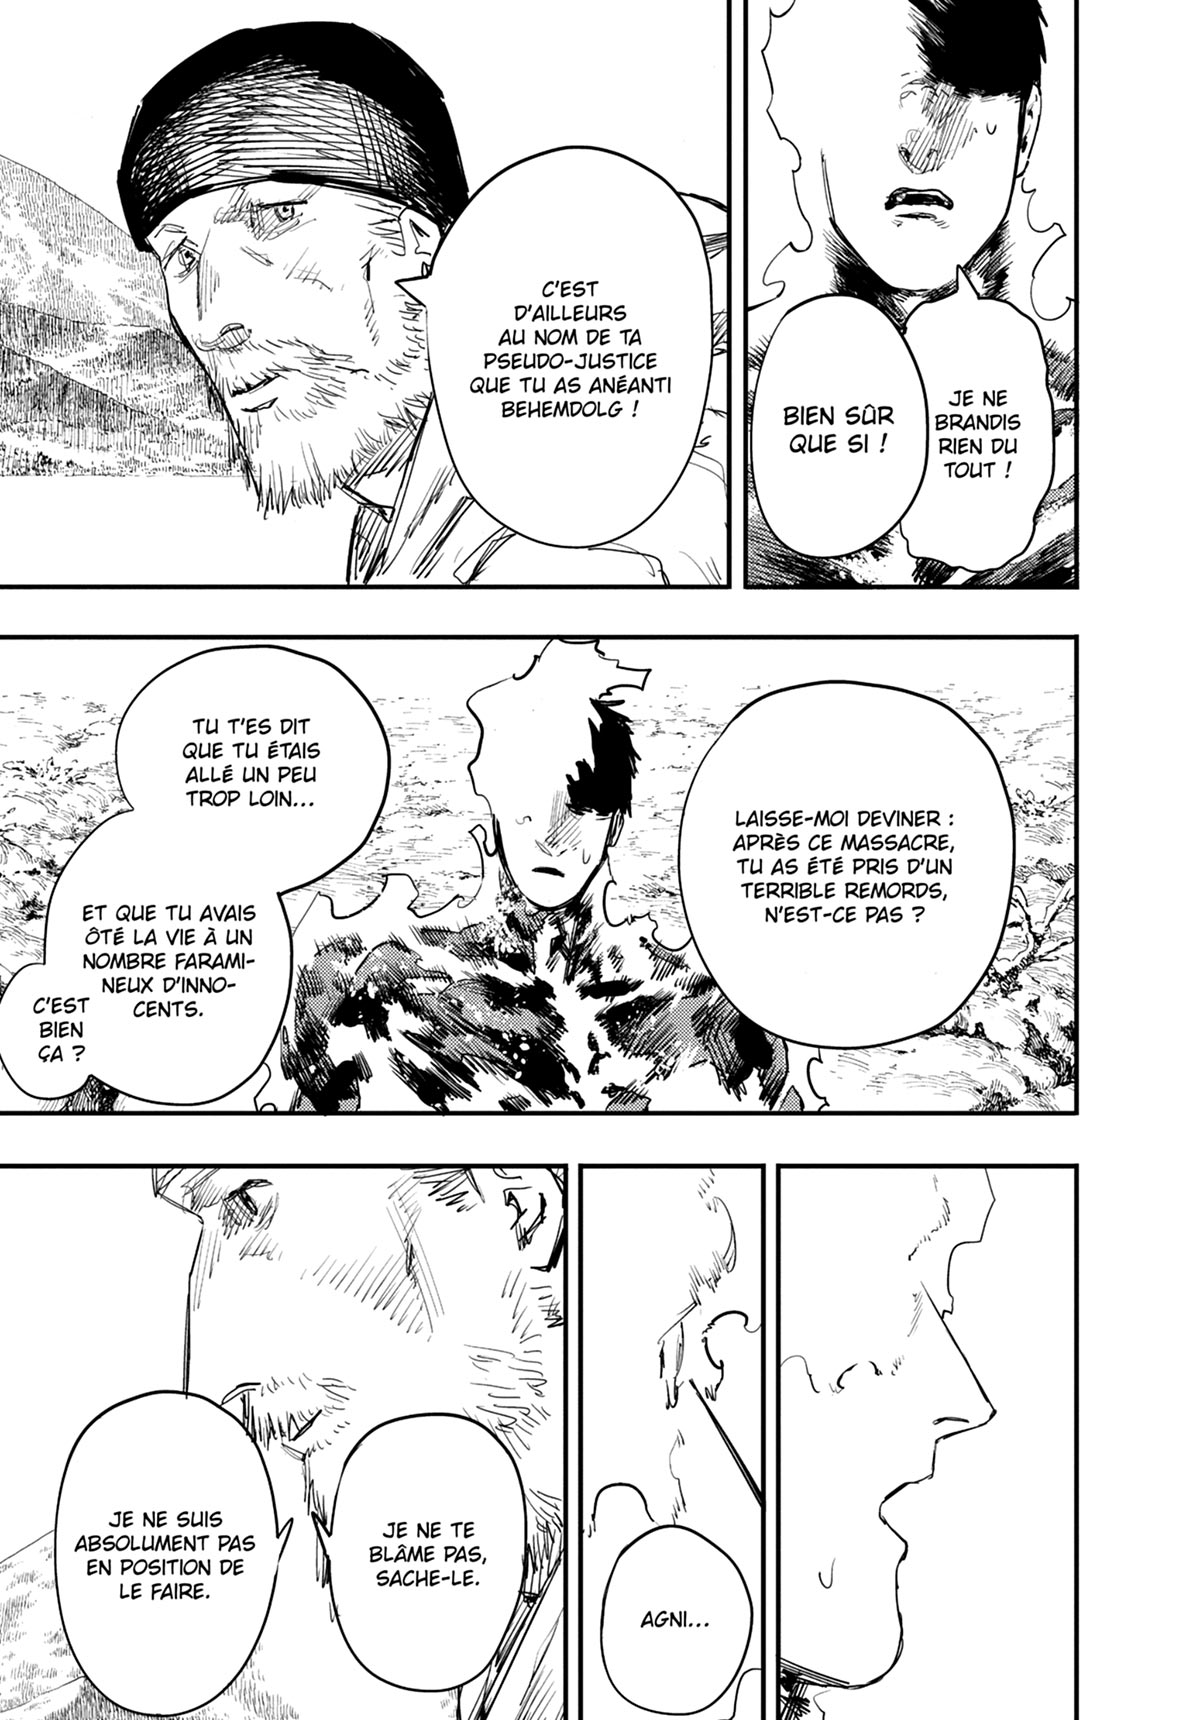 JE NE
BRANDIS
RIEN DU
TOUT !
BIEN SÛR
QUE SI !
C'EST
D'AILLEURS
AU NOM DE TA
PSEUDO-JUSTICE
QUE TU AS ANÉANTI
BEHEMDOLG !
LAISSE-MOI DEVINER :
APRÈS CE MASSACRE,
TU AS ÉTÉ PRIS D'UN
TERRIBLE REMORDS,
N'EST-CE PAS ?
TU T'ES DIT
QUE TU ÉTAIS
ALLÉ UN PEU
TROP LOIN...
ET QUE TU AVAIS
ÔTÉ LA VIE À UN
NOMBRE FARAMI-
NEUX D'INNO-
CENTS.
C'EST
BIEN
ÇA ?
AGNI...
JE NE TE
BLÂME PAS,
SACHE-LE.
JE NE SUIS
ABSOLUMENT PAS
EN POSITION DE
LE FAIRE.